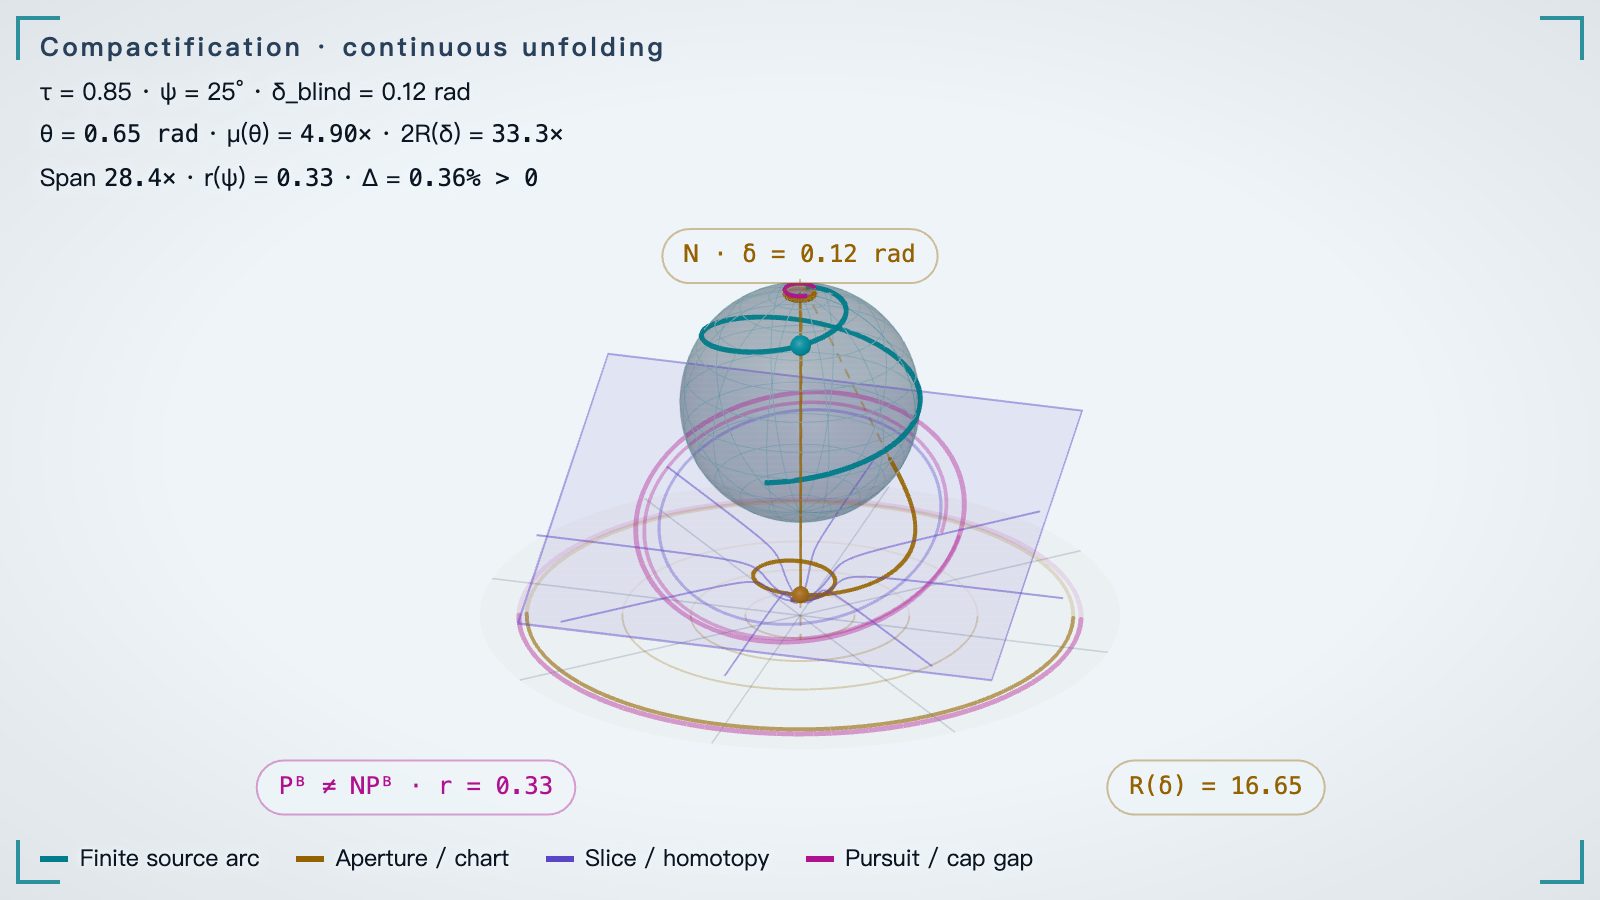 Compactification · continuous unfolding
τ = 0.85 · ψ = 25° · δ_blind = 0.12 rad
θ = 0.65 rad · μ(θ) = 4.90× · 2R(δ) = 33.3×
Span 28.4× · r(ψ) = 0.33 · Δ = 0.36% > 0
N · δ = 0.12 rad
Pᴮ ≠ NPᴮ · r = 0.33
R(δ) = 16.65
Finite source arc
Aperture / chart
Slice / homotopy
Pursuit / cap gap